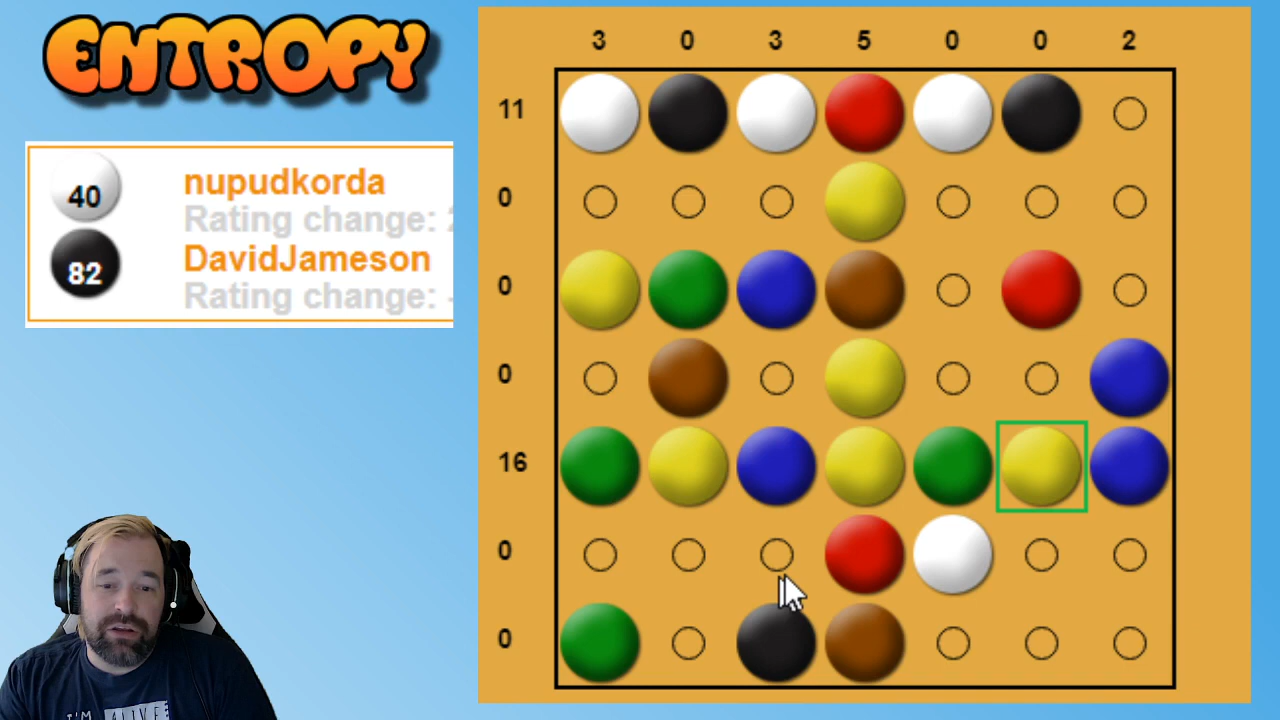 ENTROPY
40 nupudkorda
Rating change:
82 DavidJameson
Rating change: -
3 0 3 5 0 0 2
11
0
0
0
16
0
0
I'M ALIVE